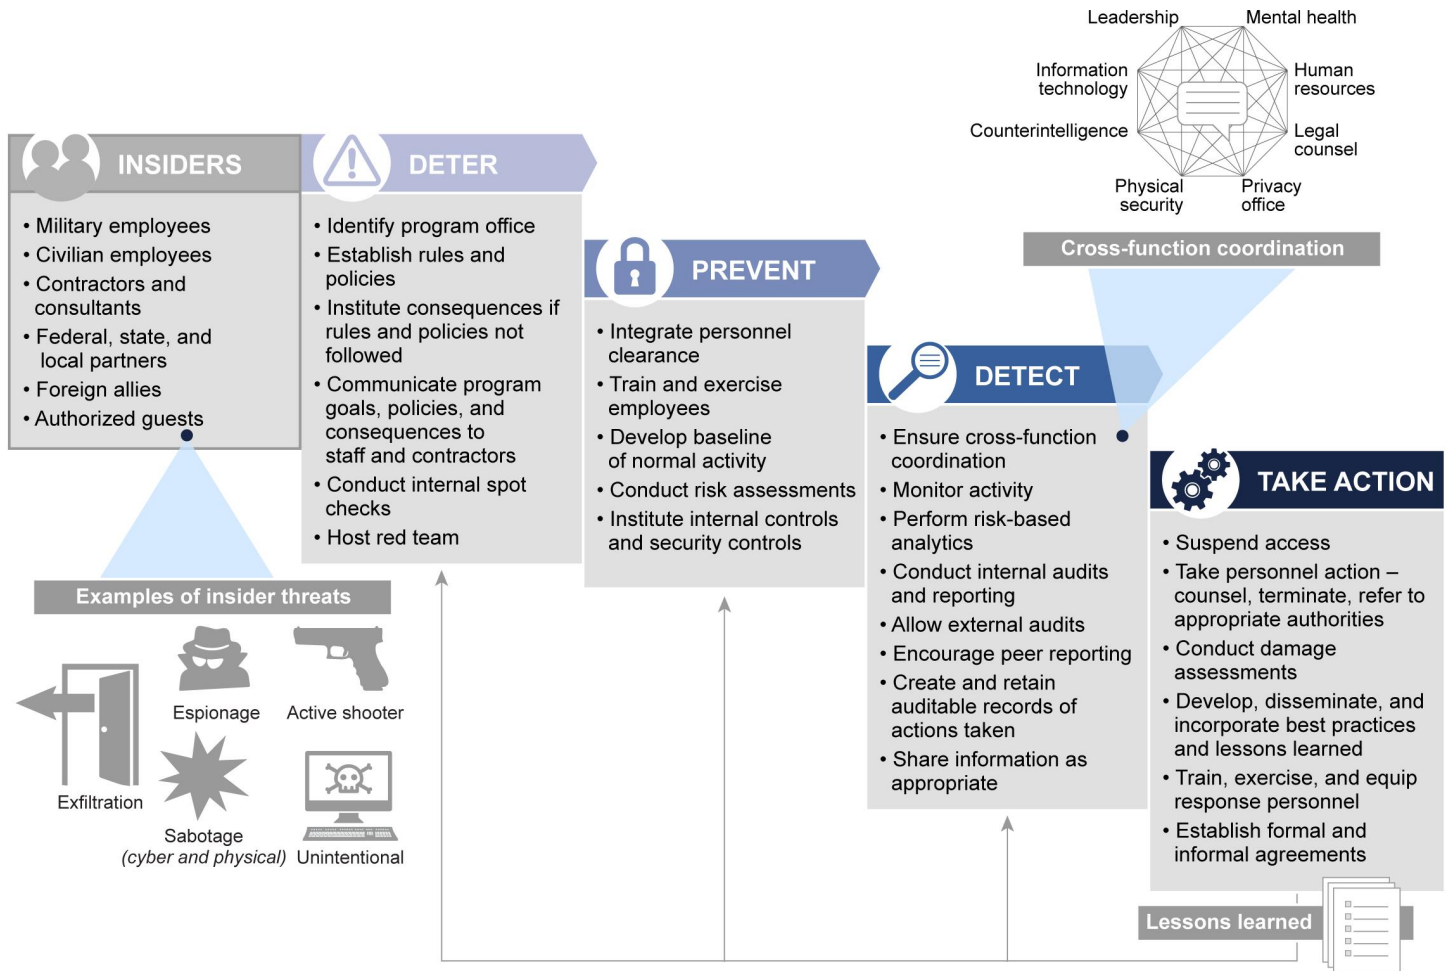 Leadership
Mental health
Information
technology
Human
resources
Counterintelligence
Legal
counsel
Physical
security
Privacy
office
Cross-function coordination
INSIDERS
• Military employees
• Civilian employees
• Contractors and
consultants
• Federal, state, and
local partners
• Foreign allies
• Authorized guests
Examples of insider threats
Exfiltration
Espionage
Active shooter
Sabotage
(cyber and physical)
Unintentional
DETER
• Identify program office
• Establish rules and
policies
• Institute consequences if
rules and policies not
followed
• Communicate program
goals, policies, and
consequences to
staff and contractors
• Conduct internal spot
checks
• Host red team
PREVENT
• Integrate personnel
clearance
• Train and exercise
employees
• Develop baseline
of normal activity
• Conduct risk assessments
• Institute internal controls
and security controls
DETECT
• Ensure cross-function
coordination
• Monitor activity
• Perform risk-based
analytics
• Conduct internal audits
and reporting
• Allow external audits
• Encourage peer reporting
• Create and retain
auditable records of
actions taken
• Share information as
appropriate
TAKE ACTION
• Suspend access
• Take personnel action –
counsel, terminate, refer to
appropriate authorities
• Conduct damage
assessments
• Develop, disseminate, and
incorporate best practices
and lessons learned
• Train, exercise, and equip
response personnel
• Establish formal and
informal agreements
Lessons learned